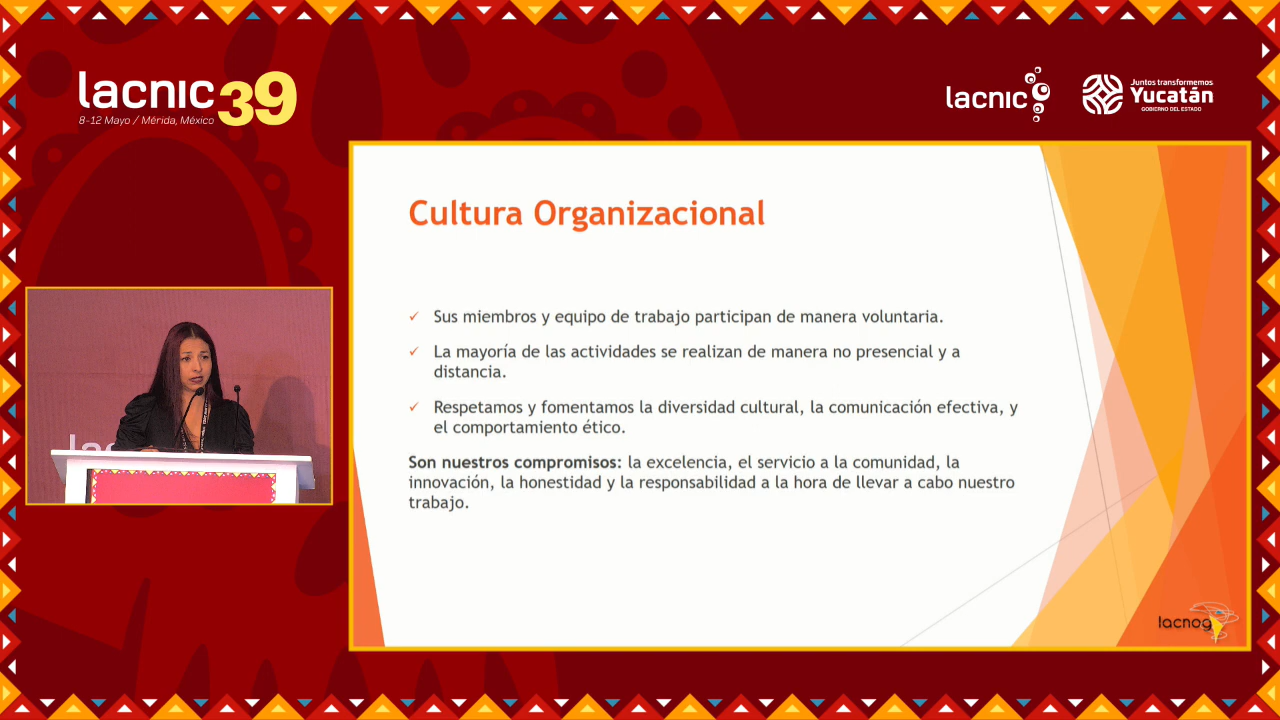 lacnic 39
8-12 Mayo / Mérida, México
lacnic
Juntos transformemos
Yucatán
GOBIERNO DEL ESTADO
Cultura Organizacional
✓ Sus miembros y equipo de trabajo participan de manera voluntaria.
✓ La mayoría de las actividades se realizan de manera no presencial y a
distancia.
✓ Respetamos y fomentamos la diversidad cultural, la comunicación efectiva, y
el comportamiento ético.
Son nuestros compromisos: la excelencia, el servicio a la comunidad, la
innovación, la honestidad y la responsabilidad a la hora de llevar a cabo nuestro
trabajo.
lacnog